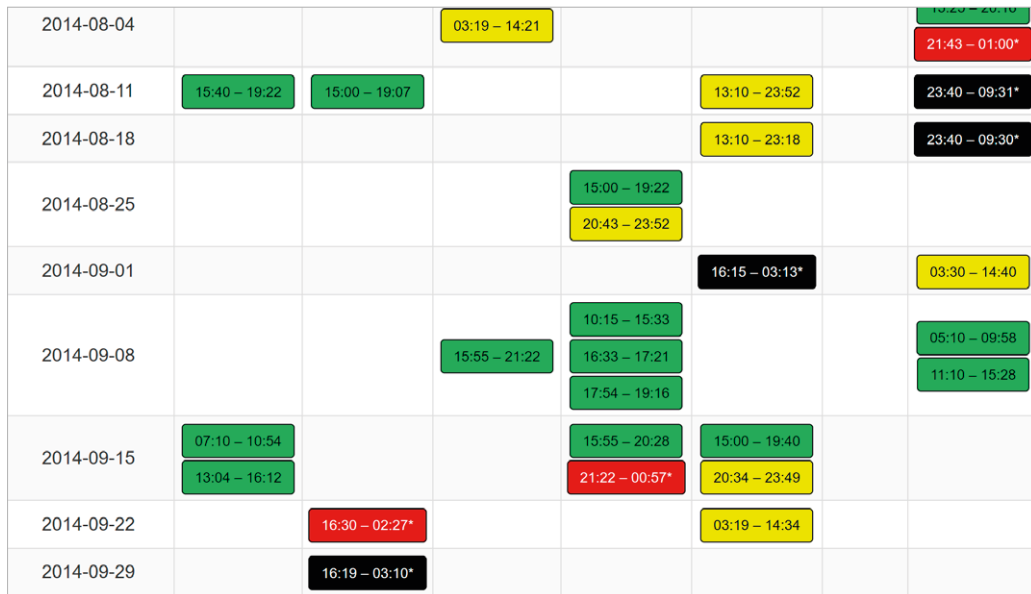 2014-08-04
03:19 – 14:21
21:43 – 01:00*
2014-08-11
15:40 – 19:22
15:00 – 19:07
13:10 – 23:52
23:40 – 09:31*
2014-08-18
13:10 – 23:18
23:40 – 09:30*
2014-08-25
15:00 – 19:22
20:43 – 23:52
2014-09-01
16:15 – 03:13*
03:30 – 14:40
2014-09-08
15:55 – 21:22
10:15 – 15:33
16:33 – 17:21
17:54 – 19:16
05:10 – 09:58
11:10 – 15:28
2014-09-15
07:10 – 10:54
13:04 – 16:12
15:55 – 20:28
21:22 – 00:57*
15:00 – 19:40
20:34 – 23:49
2014-09-22
16:30 – 02:27*
03:19 – 14:34
2014-09-29
16:19 – 03:10*